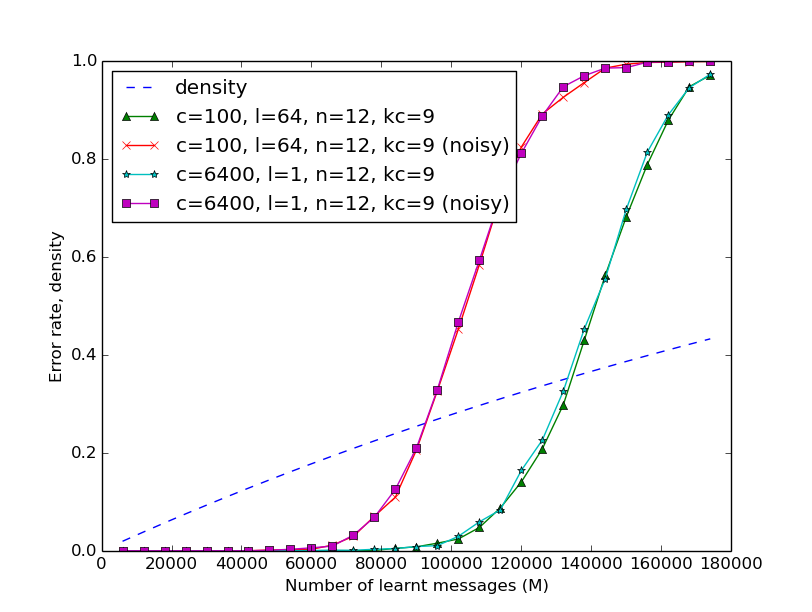 1.0
0.8
0.6
0.4
0.2
0.0
Error rate, density
density
c=100, l=64, n=12, kc=9
c=100, l=64, n=12, kc=9 (noisy)
c=6400, l=1, n=12, kc=9
c=6400, l=1, n=12, kc=9 (noisy)
0 20000 40000 60000 80000 100000 120000 140000 160000 180000
Number of learnt messages (M)